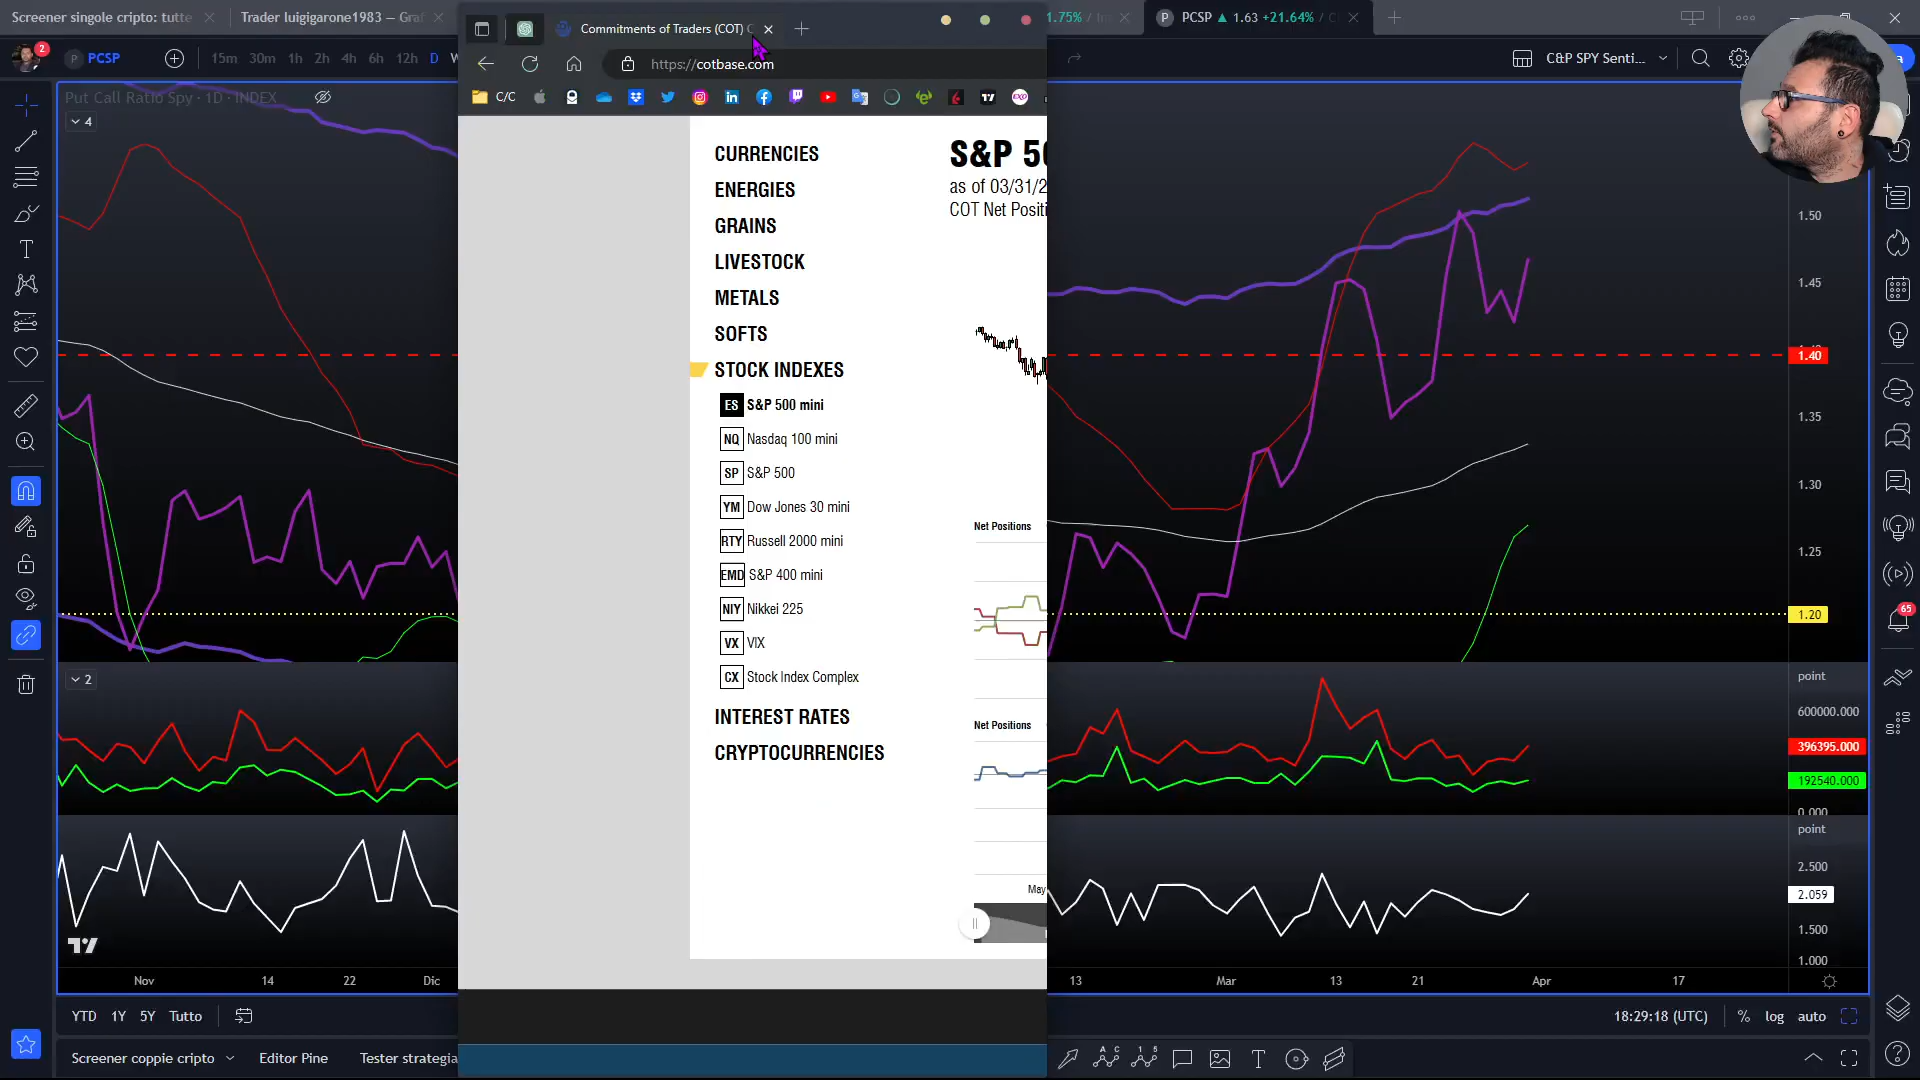 Screener singole cripto: tutte
Trader luigigarone1983 — Graf
Commitments of Traders (COT) C
1.75% / In
PCSP ▲ 1.63 +21.64% / C
2
P PCSP
15m 30m 1h 2h 4h 6h 12h D W
https://cotbase.com
C&P SPY Senti...
C/C
Put Call Ratio Spy · 1D · INDEX
4
CURRENCIES
ENERGIES
GRAINS
LIVESTOCK
METALS
SOFTS
STOCK INDEXES
ES S&P 500 mini
NQ Nasdaq 100 mini
SP S&P 500
YM Dow Jones 30 mini
RTY Russell 2000 mini
EMD S&P 400 mini
NIY Nikkei 225
VX VIX
CX Stock Index Complex
INTEREST RATES
CRYPTOCURRENCIES
S&P 50
as of 03/31/2
COT Net Positi
Net Positions
Net Positions
May
1.50
1.45
1.40
1.35
1.30
1.25
1.20
2
point
600000.000
396395.000
192540.000
0.000
point
2.500
2.059
1.500
1.000
65
Nov 14 22 Dic
13 Mar 13 21 Apr 17
YTD 1Y 5Y Tutto
18:29:18 (UTC) % log auto
Screener coppie cripto
Editor Pine
Tester strategia